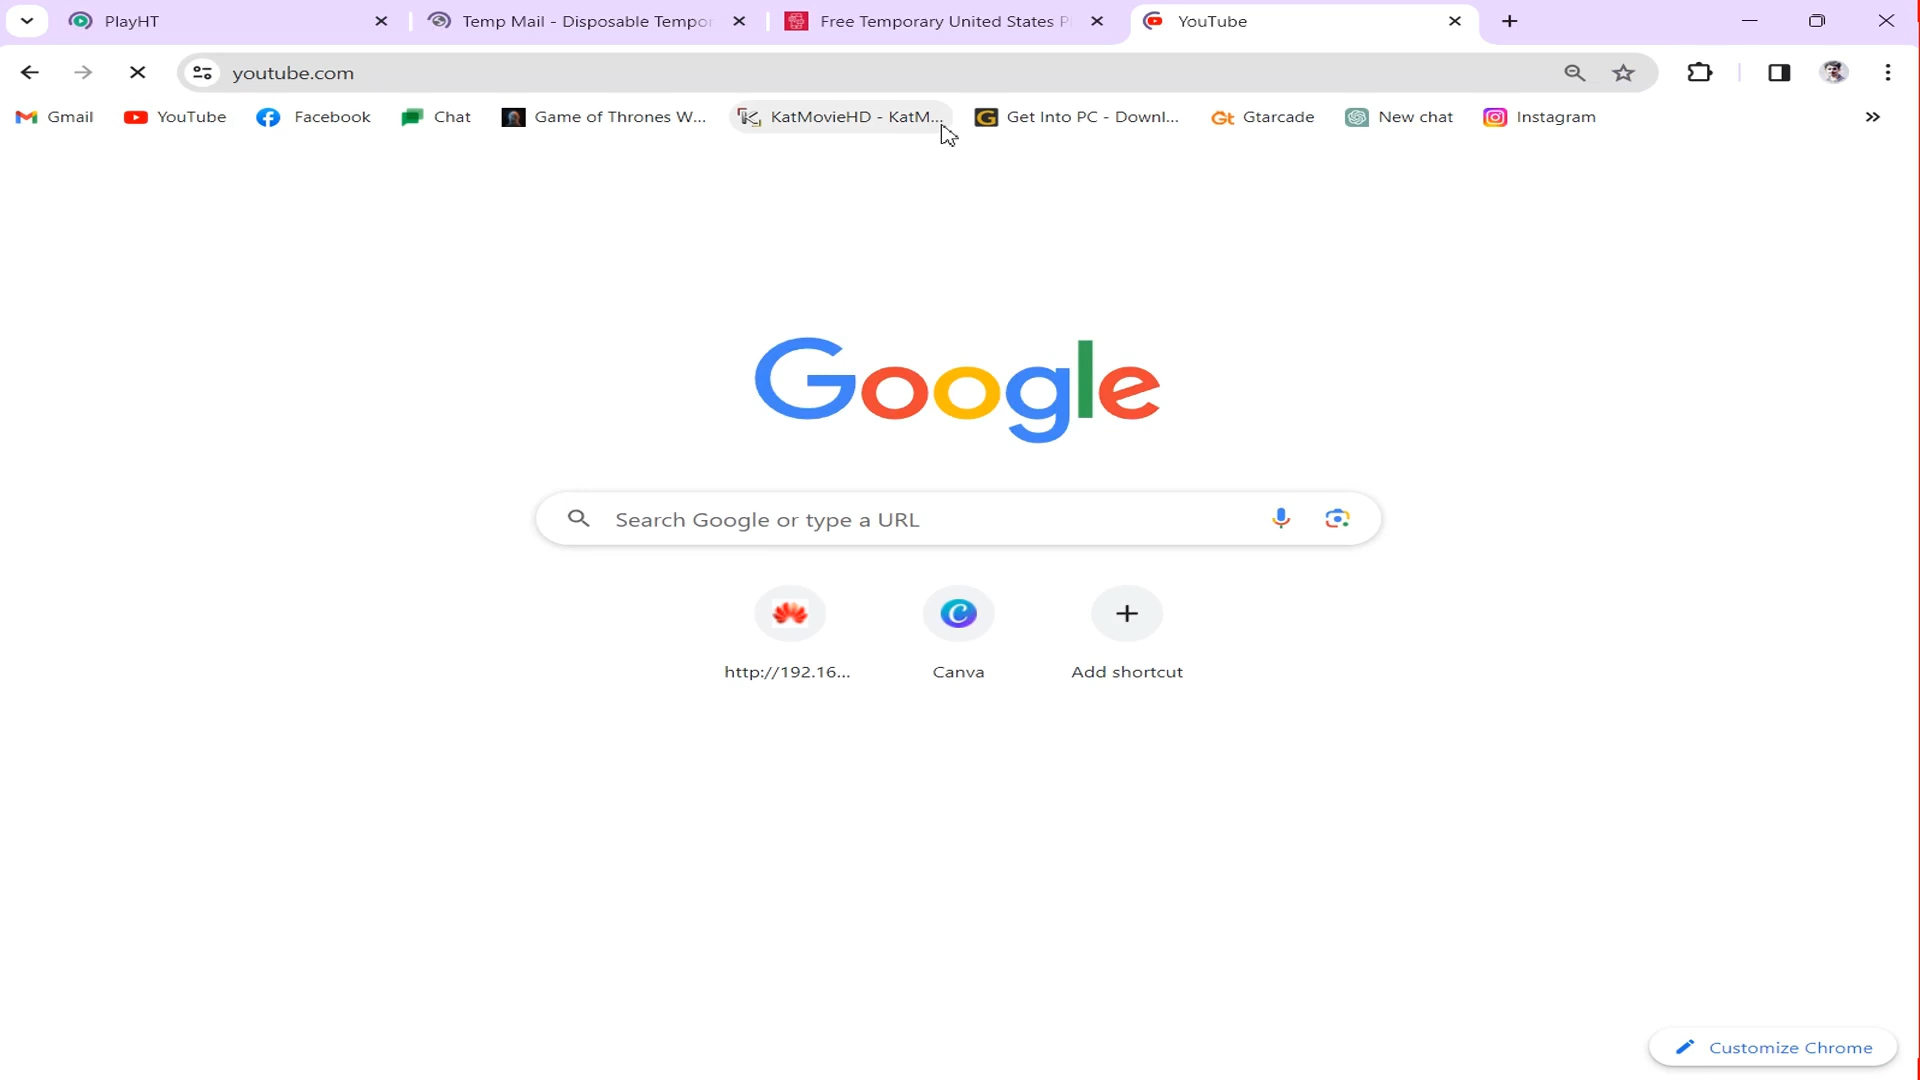 PlayHT
Temp Mail - Disposable Tempor
Free Temporary United States P
YouTube
youtube.com
Gmail
YouTube
Facebook
Chat
Game of Thrones W...
KatMovieHD - KatM...
Get Into PC - Downl...
Gtarcade
New chat
Instagram
Google
Search Google or type a URL
http://192.16...
Canva
Add shortcut
Customize Chrome